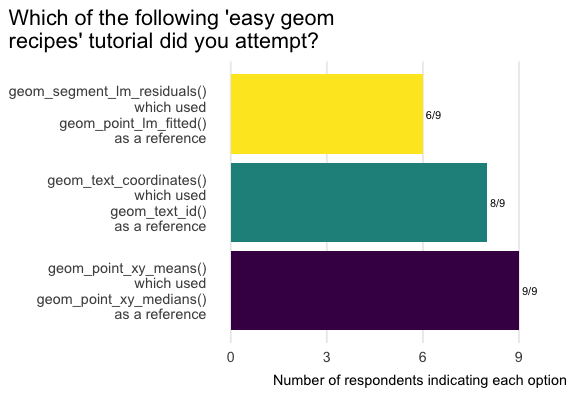 Which of the following 'easy geom
recipes' tutorial did you attempt?
geom_segment_lm_residuals()
which used
geom_point_lm_fitted()
as a reference
6/9
geom_text_coordinates()
which used
geom_text_id()
as a reference
8/9
geom_point_xy_means()
which used
geom_point_xy_medians()
as a reference
9/9
0 3 6 9
Number of respondents indicating each option